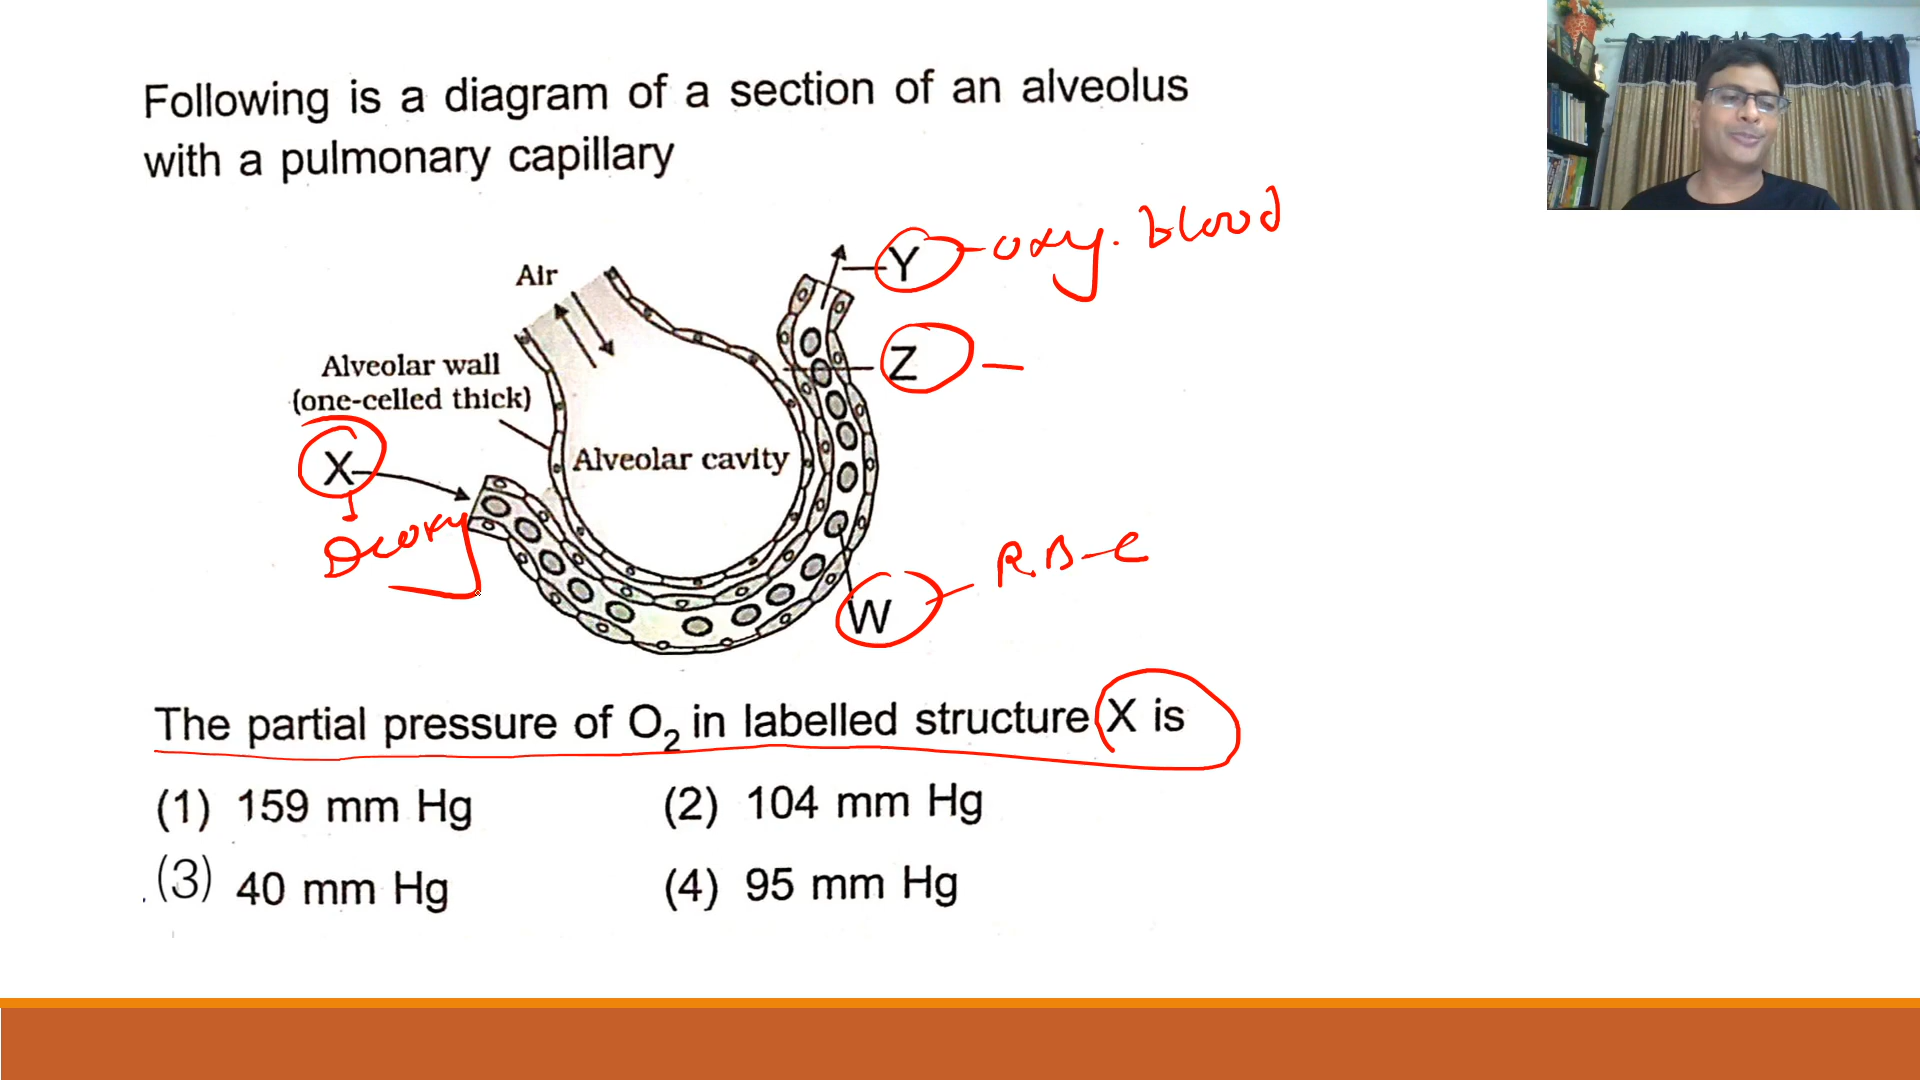 Following is a diagram of a section of an alveolus
with a pulmonary capillary
Y - oxy. blood
Air
Z -
Alveolar wall
(one-celled thick)
Alveolar cavity
X
Deoxy
R.B-C
W
The partial pressure of O₂ in labelled structure X is
(1) 159 mm Hg (2) 104 mm Hg
(3) 40 mm Hg (4) 95 mm Hg